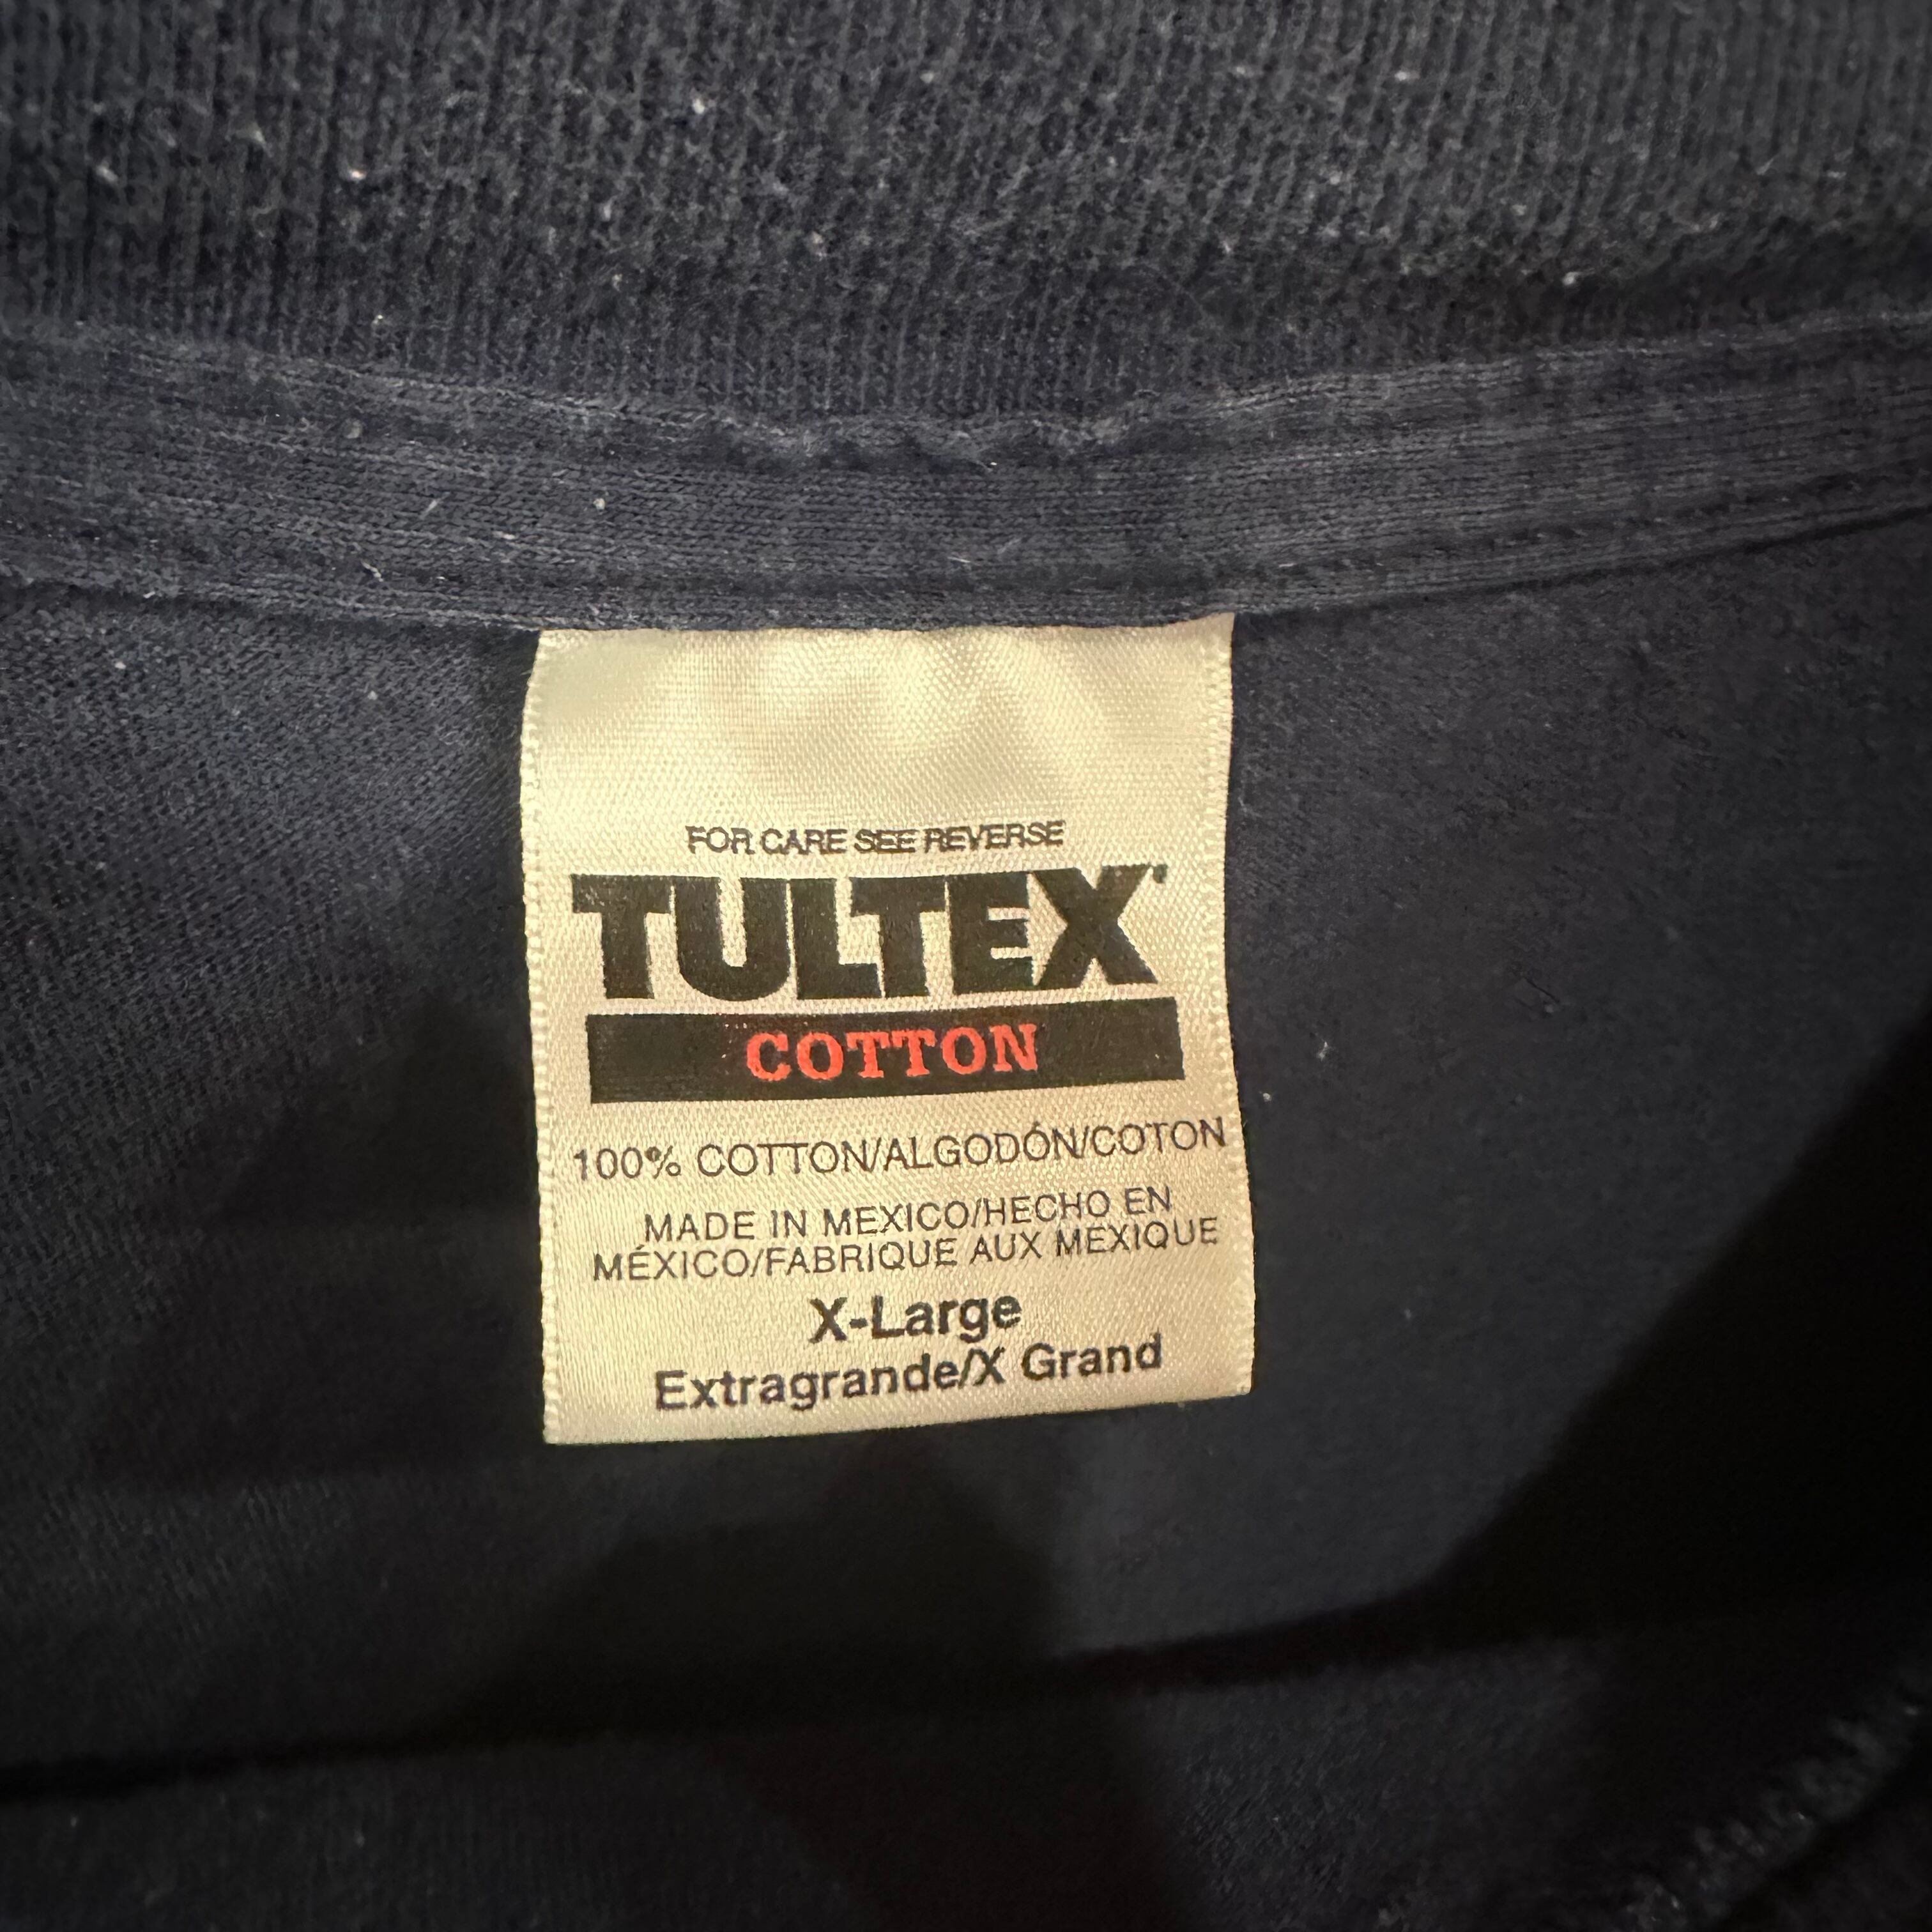 FOR CARE SEE REVERSE
TULTEX
COTTON
100% COTTON/ALGODÓN/COTON
MADE IN MEXICO/HECHO EN
MÉXICO/FABRIQUE AUX MEXIQUE
X-Large
Extragrande/X Grand